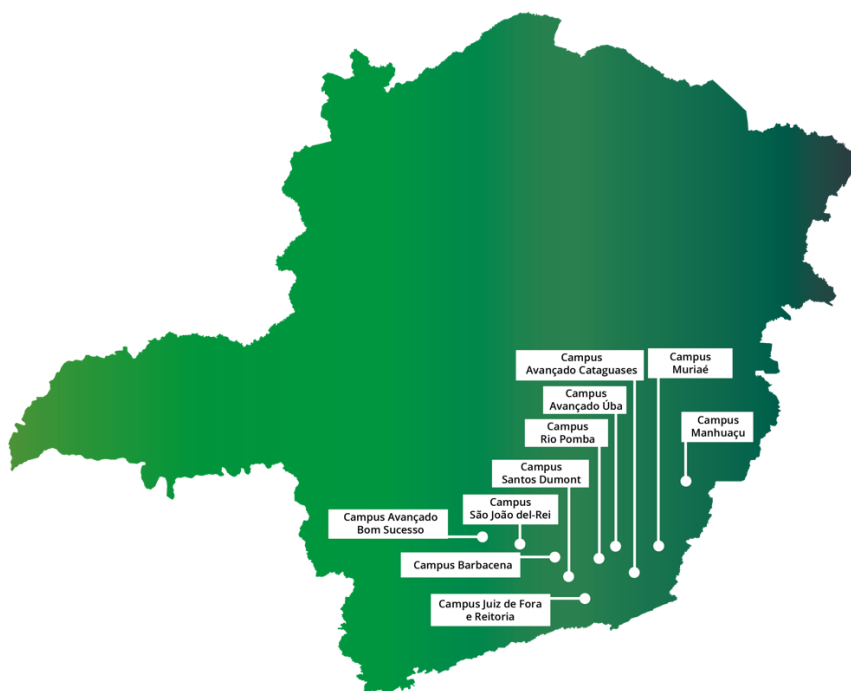 Campus
Avançado Cataguases
Campus
Muriaé
Campus
Avançado Úba
Campus
Manhuaçu
Campus
Rio Pomba
Campus
Santos Dumont
Campus
São João del-Rei
Campus Avançado
Bom Sucesso
Campus Barbacena
Campus Juiz de Fora
e Reitoria